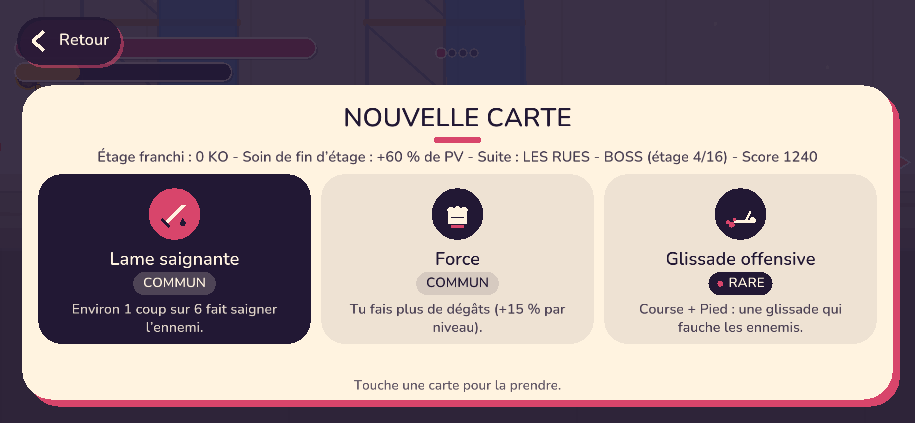 Retour
NOUVELLE CARTE
Étage franchi : 0 KO - Soin de fin d’étage : +60 % de PV - Suite : LES RUES - BOSS (étage 4/16) - Score 1240
Lame saignante
COMMUN
Environ 1 coup sur 6 fait saigner
l’ennemi.
Force
COMMUN
Tu fais plus de dégâts (+15 % par
niveau).
Glissade offensive
RARE
Course + Pied : une glissade qui
fauche les ennemis.
Touche une carte pour la prendre.